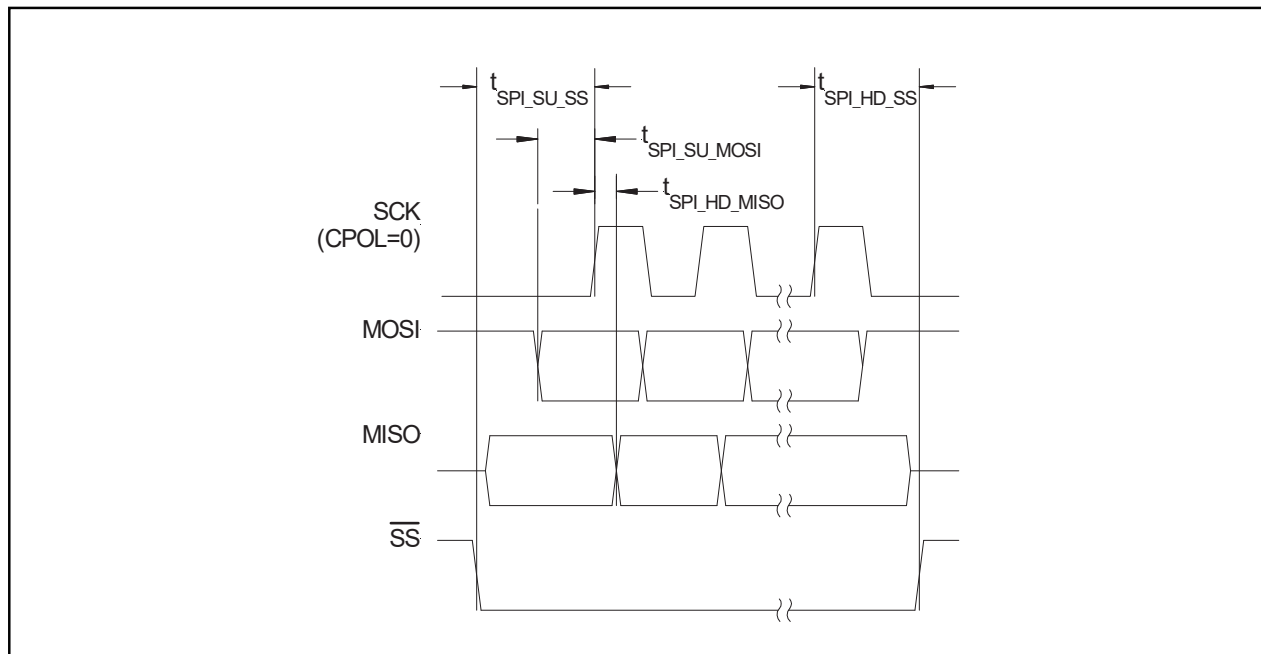 tSPI_SU_SS
tSPI_HD_SS
tSPI_SU_MOSI
tSPI_HD_MISO
SCK
(CPOL=0)
MOSI
MISO
SS